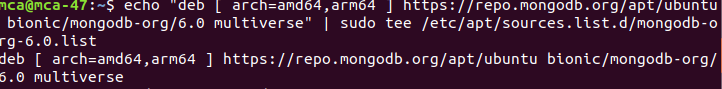 mca@mca-47:~$ echo "deb [ arch=amd64,arm64 ] https://repo.mongodb.org/apt/ubuntu
bionic/mongodb-org/6.0 multiverse" | sudo tee /etc/apt/sources.list.d/mongodb-o
rg-6.0.list
deb [ arch=amd64,arm64 ] https://repo.mongodb.org/apt/ubuntu bionic/mongodb-org/
6.0 multiverse